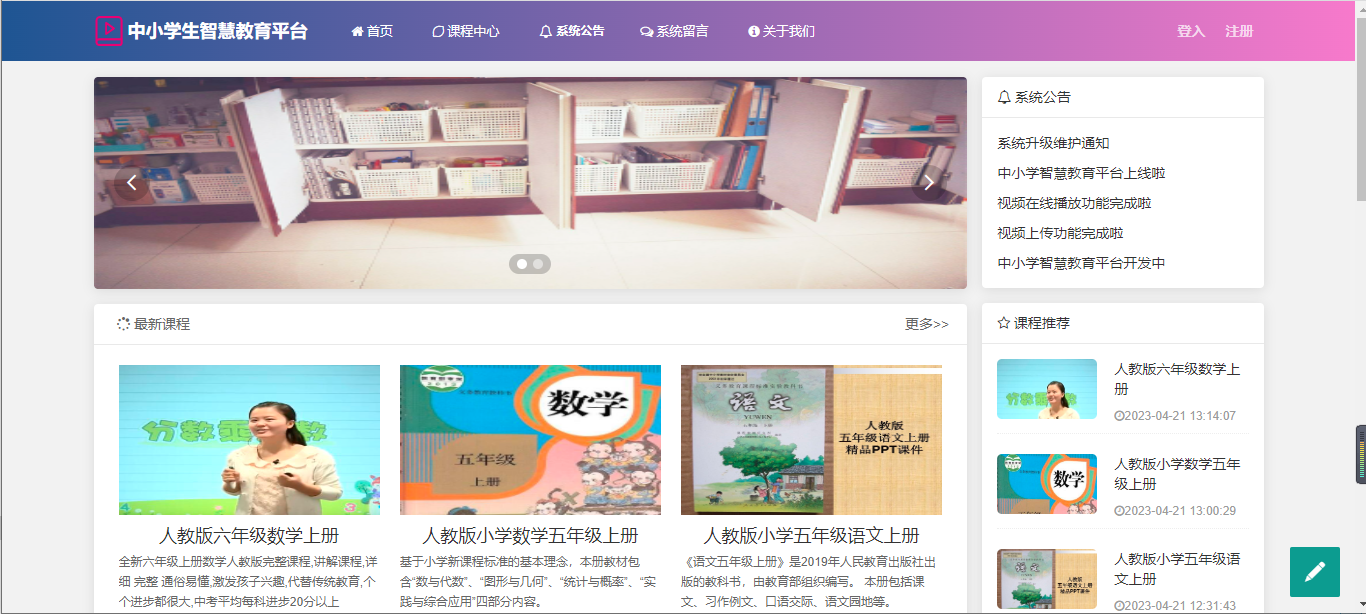 中小学生智慧教育平台
首页
课程中心
系统公告
系统留言
关于我们
登入
注册
系统公告
系统升级维护通知
中小学智慧教育平台上线啦
视频在线播放功能完成啦
视频上传功能完成啦
中小学智慧教育平台开发中
最新课程
更多>>
分数乘 数
人教版六年级数学上册
全新六年级上册数学人教版完整课程,讲解课程,详
细 完整 通俗易懂,激发孩子兴趣,代替传统教育,个
个进步都很大,中考平均每科进步20分以上
数学
五年级
上册
人教版小学数学五年级上册
基于小学新课程标准的基本理念，本册教材包
含“数与代数”、“图形与几何”、“统计与概率”、“实
践与综合应用”四部分内容。
语文
YUWEN
人教版
五年级语文上册
精品PPT课件
人教版小学五年级语文上册
《语文五年级上册》是2019年人民教育出版社出
版的教科书，由教育部组织编写。 本册包括课
文、习作例文、口语交际、语文园地等。
课程推荐
人教版六年级数学上
册
2023-04-21 13:14:07
数学
人教版小学数学五年
级上册
2023-04-21 13:00:29
语文
人教版小学五年级语
文上册
2023-04-21 12:31:43